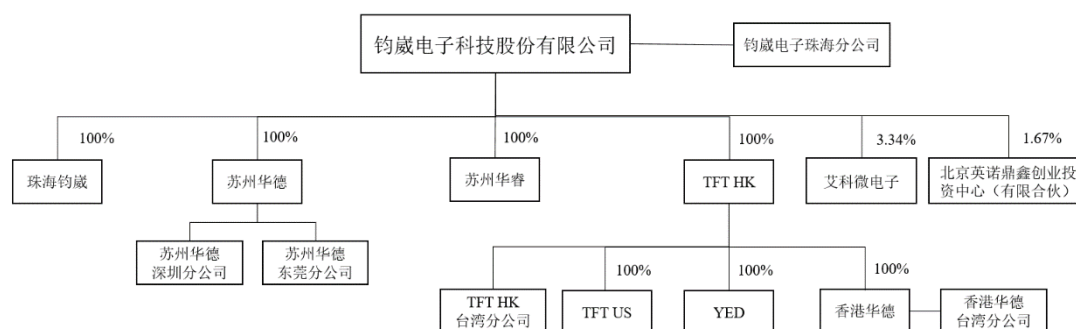 钧崴电子科技股份有限公司
钧崴电子珠海分公司
100%
100%
100%
100%
3.34%
1.67%
珠海钧崴
苏州华德
苏州华睿
TFT HK
艾科微电子
北京英诺鼎鑫创业投
资中心（有限合伙）
苏州华德
深圳分公司
苏州华德
东莞分公司
100%
100%
100%
TFT HK
台湾分公司
TFT US
YED
香港华德
香港华德
台湾分公司